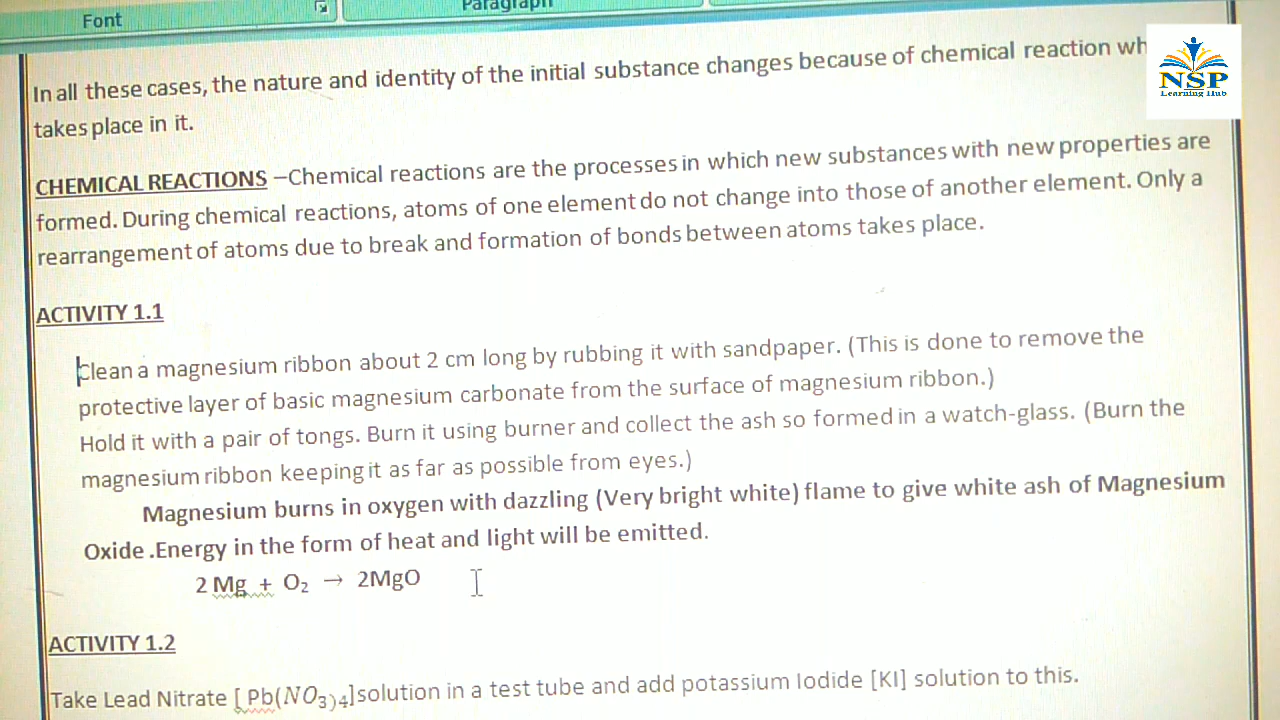 Font
Paragraph
In all these cases, the nature and identity of the initial substance changes because of chemical reaction wh
takes place in it.
NSP
Learning Hub
CHEMICAL REACTIONS –Chemical reactions are the processes in which new substances with new properties are
formed. During chemical reactions, atoms of one element do not change into those of another element. Only a
rearrangement of atoms due to break and formation of bonds between atoms takes place.
ACTIVITY 1.1
Clean a magnesium ribbon about 2 cm long by rubbing it with sandpaper. (This is done to remove the
protective layer of basic magnesium carbonate from the surface of magnesium ribbon.)
Hold it with a pair of tongs. Burn it using burner and collect the ash so formed in a watch-glass. (Burn the
magnesium ribbon keeping it as far as possible from eyes.)
Magnesium burns in oxygen with dazzling (Very bright white) flame to give white ash of Magnesium
Oxide .Energy in the form of heat and light will be emitted.
2 Mg + O₂ → 2MgO
ACTIVITY 1.2
Take Lead Nitrate [ Pb(NO₃)₄]solution in a test tube and add potassium Iodide [KI] solution to this.